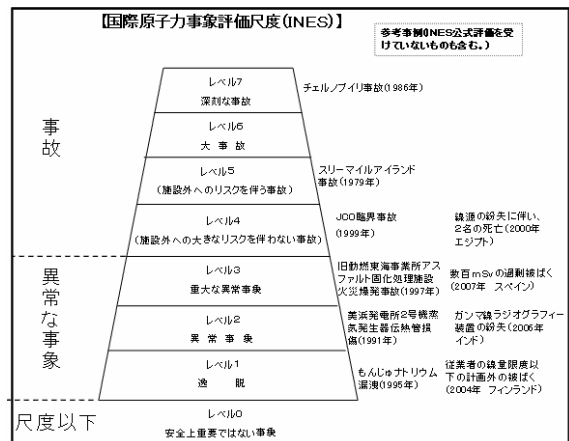 【国際原子力事象評価尺度(INES)】
参考事例(INES公式評価を受
けていないものも含む。)
事故
レベル7
深刻な事故
チェルノブイリ事故(1986年)
レベル6
大 事 故
レベル5
(施設外へのリスクを伴う事故)
スリーマイルアイランド
事故(1979年)
レベル4
(施設外への大きなリスクを伴わない事故)
JCO臨界事故
(1999年)
線源の紛失に伴い、
2名の死亡(2000年
エジプト)
異常な事象
レベル3
重大な異常事象
旧動燃東海事業所アス
ファルト固化処理施設
火災爆発事故(1997年)
数百mSvの過剰被ばく
(2007年 スペイン)
レベル2
異 常 事 象
美浜発電所2号機蒸
気発生器伝熱管損
傷(1991年)
ガンマ線ラジオグラフィー
装置の紛失(2006年
インド)
レベル1
逸 脱
もんじゅナトリウム
漏洩(1995年)
従業者の線量限度以
下の計画外の被ばく
(2004年 フィンランド)
尺度以下
レベル0
安全上重要ではない事象